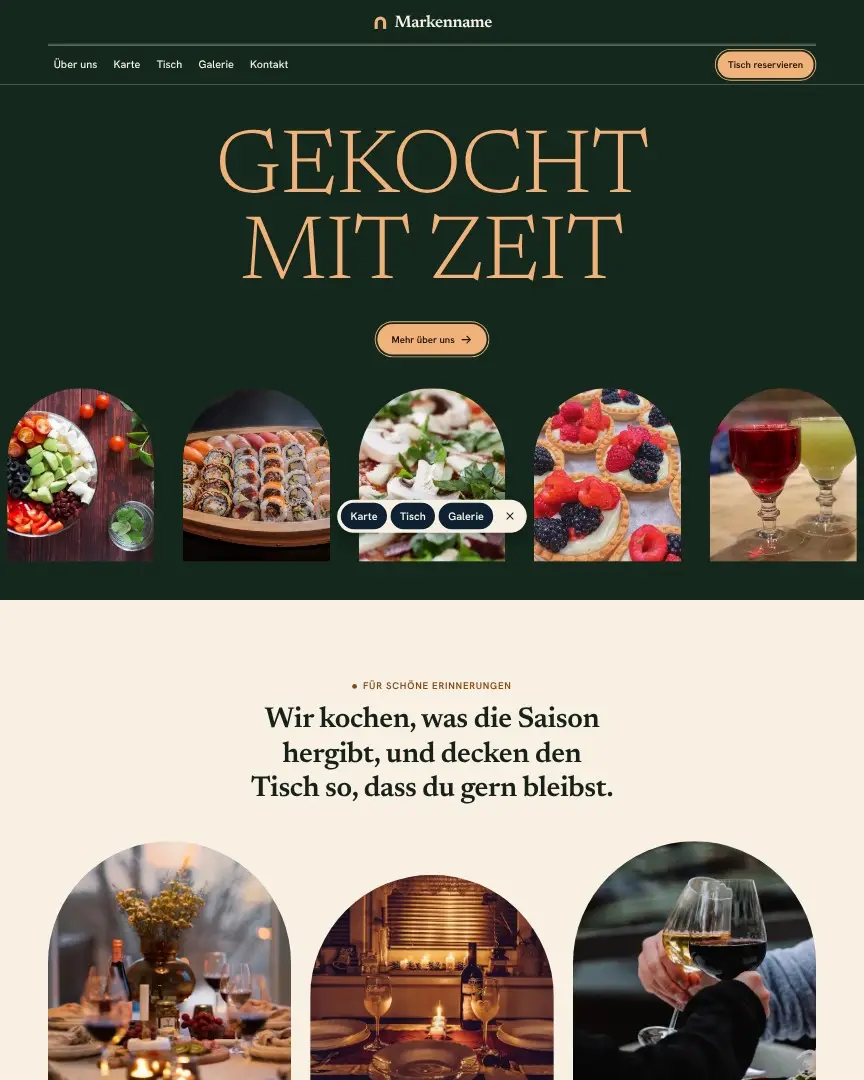 Markenname
Über uns Karte Tisch Galerie Kontakt Tisch reservieren
GEKOCHT
MIT ZEIT
Mehr über uns
Karte Tisch Galerie
FÜR SCHÖNE ERINNERUNGEN
Wir kochen, was die Saison
hergibt, und decken den
Tisch so, dass du gern bleibst.